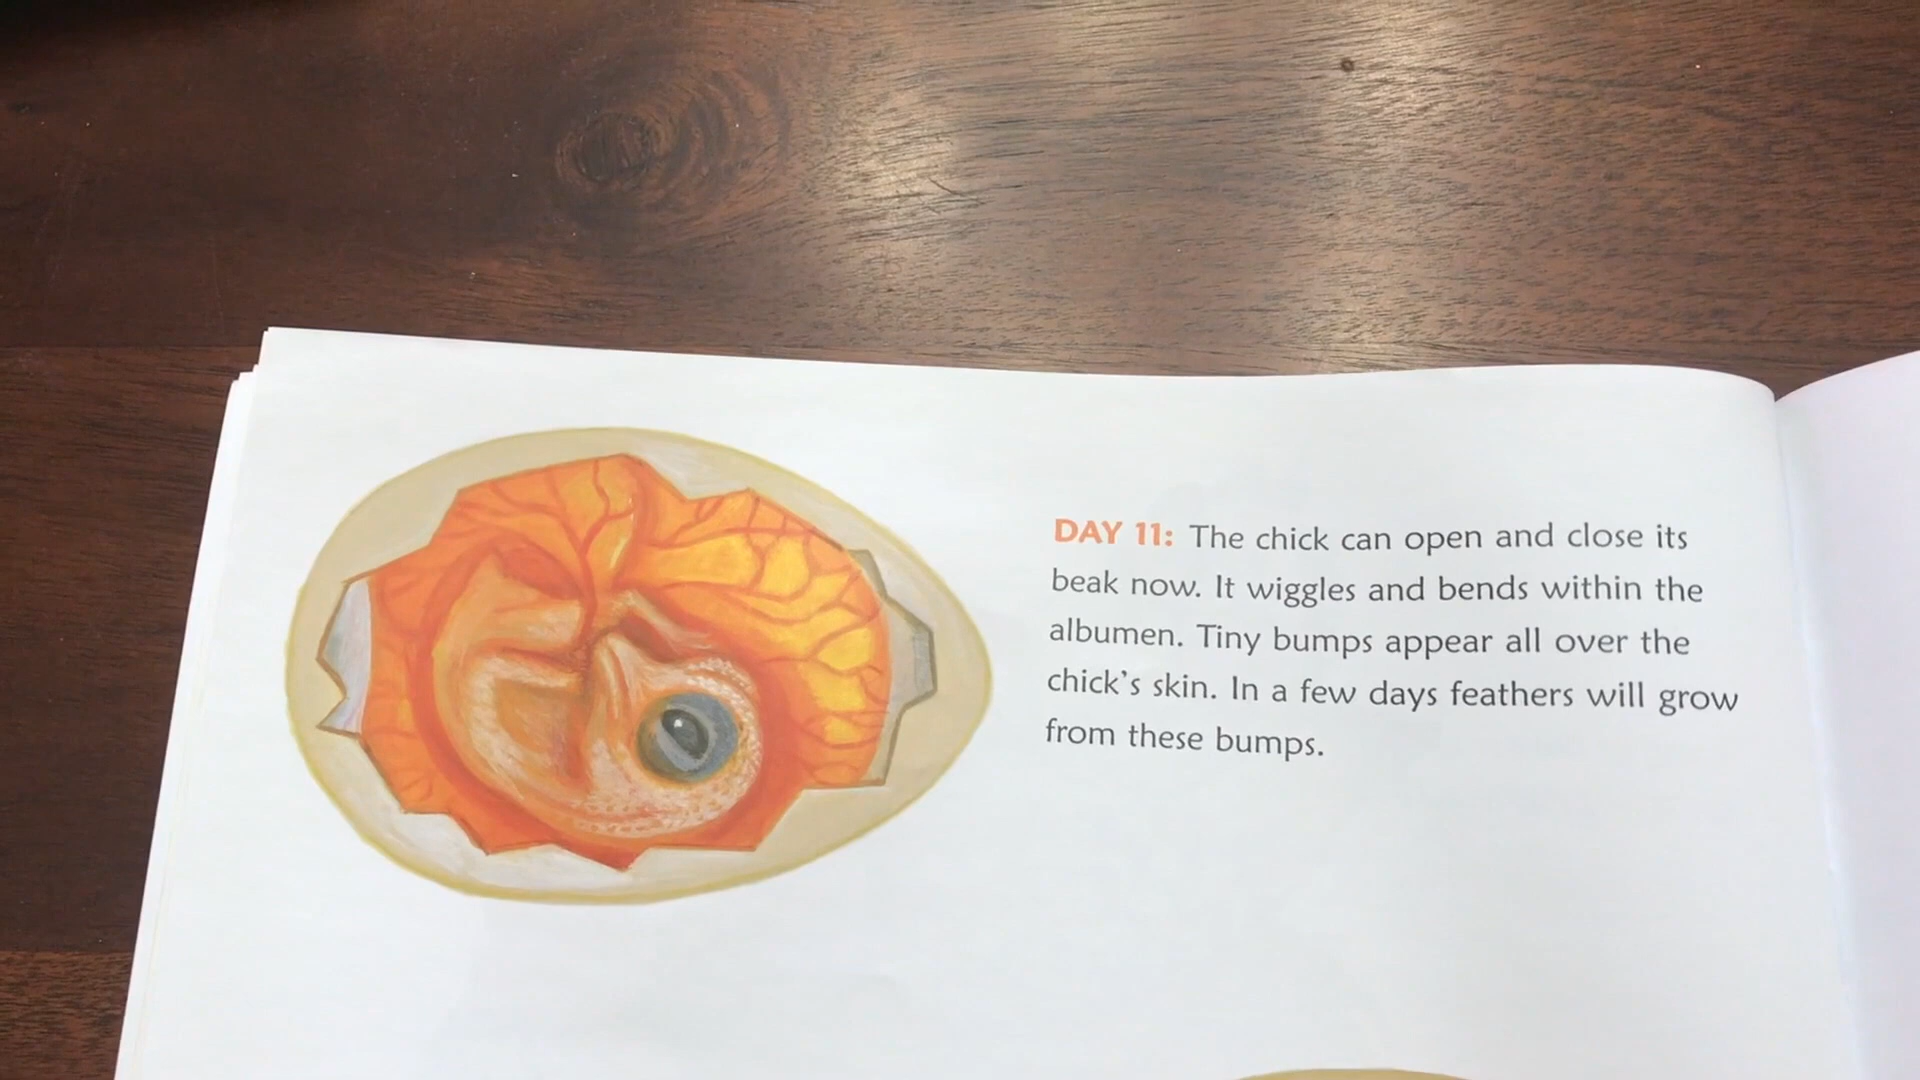 DAY 11: The chick can open and close its
beak now. It wiggles and bends within the
albumen. Tiny bumps appear all over the
chick's skin. In a few days feathers will grow
from these bumps.